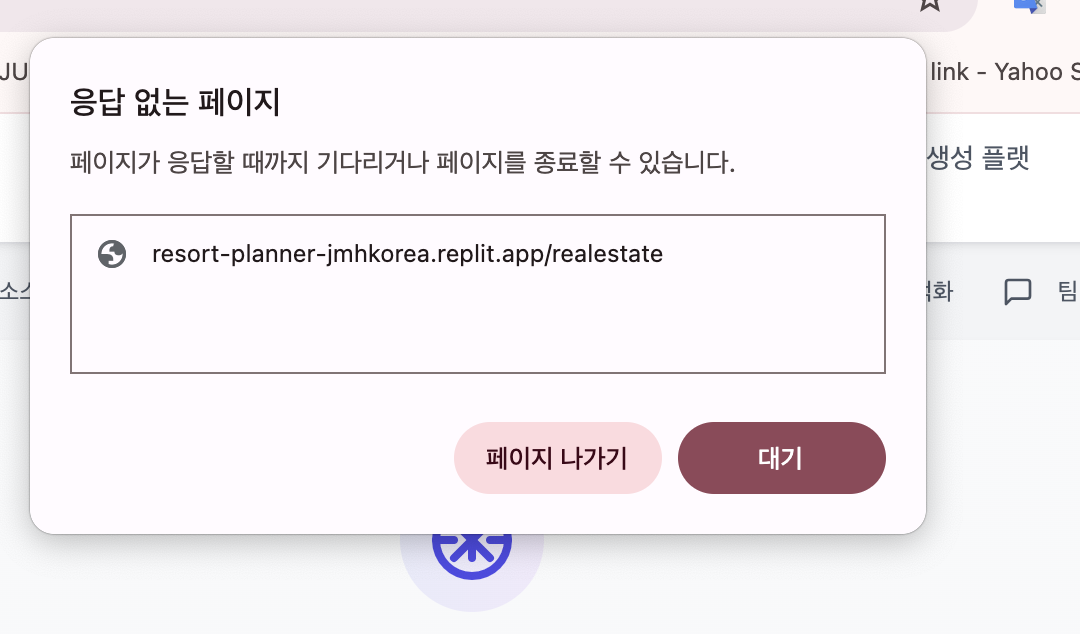 JU
link - Yahoo S
응답 없는 페이지
페이지가 응답할 때까지 기다리거나 페이지를 종료할 수 있습니다.
생성 플랫
resort-planner-jmhkorea.replit.app/realestate
소스
화
팀
페이지 나가기
대기